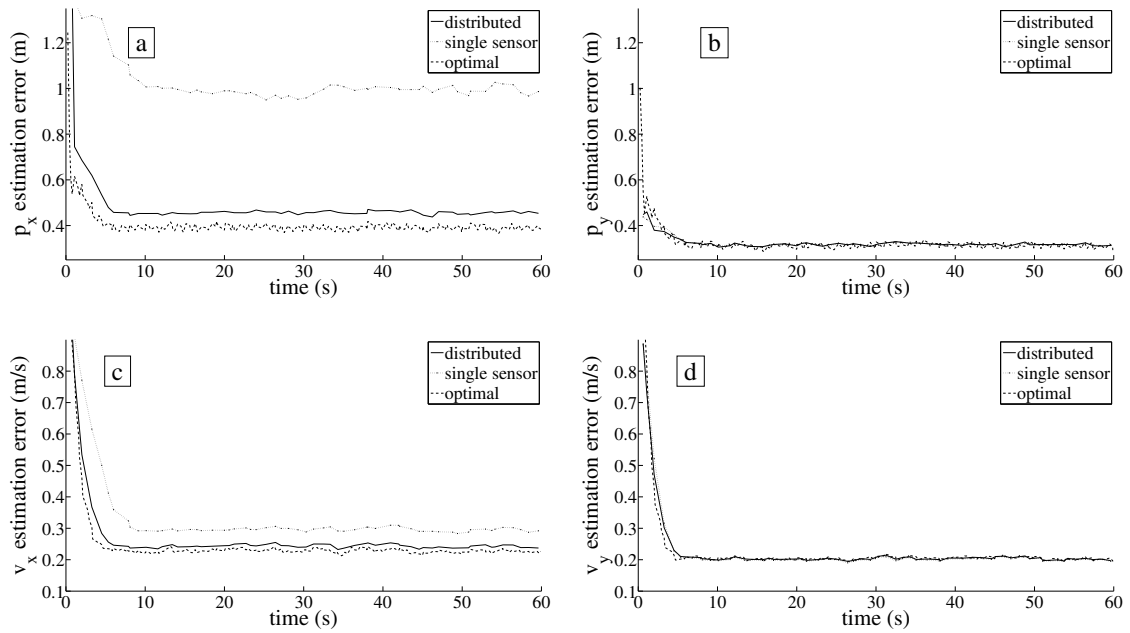 a
distributed
single sensor
optimal
p_x estimation error (m)
1.2
1
0.8
0.6
0.4
0 10 20 30 40 50 60
time (s)
b
distributed
single sensor
optimal
p_y estimation error (m)
1.2
1
0.8
0.6
0.4
0 10 20 30 40 50 60
time (s)
c
distributed
single sensor
optimal
v_x estimation error (m/s)
0.8
0.7
0.6
0.5
0.4
0.3
0.2
0.1
0 10 20 30 40 50 60
time (s)
d
distributed
single sensor
optimal
v_y estimation error (m/s)
0.8
0.7
0.6
0.5
0.4
0.3
0.2
0.1
0 10 20 30 40 50 60
time (s)